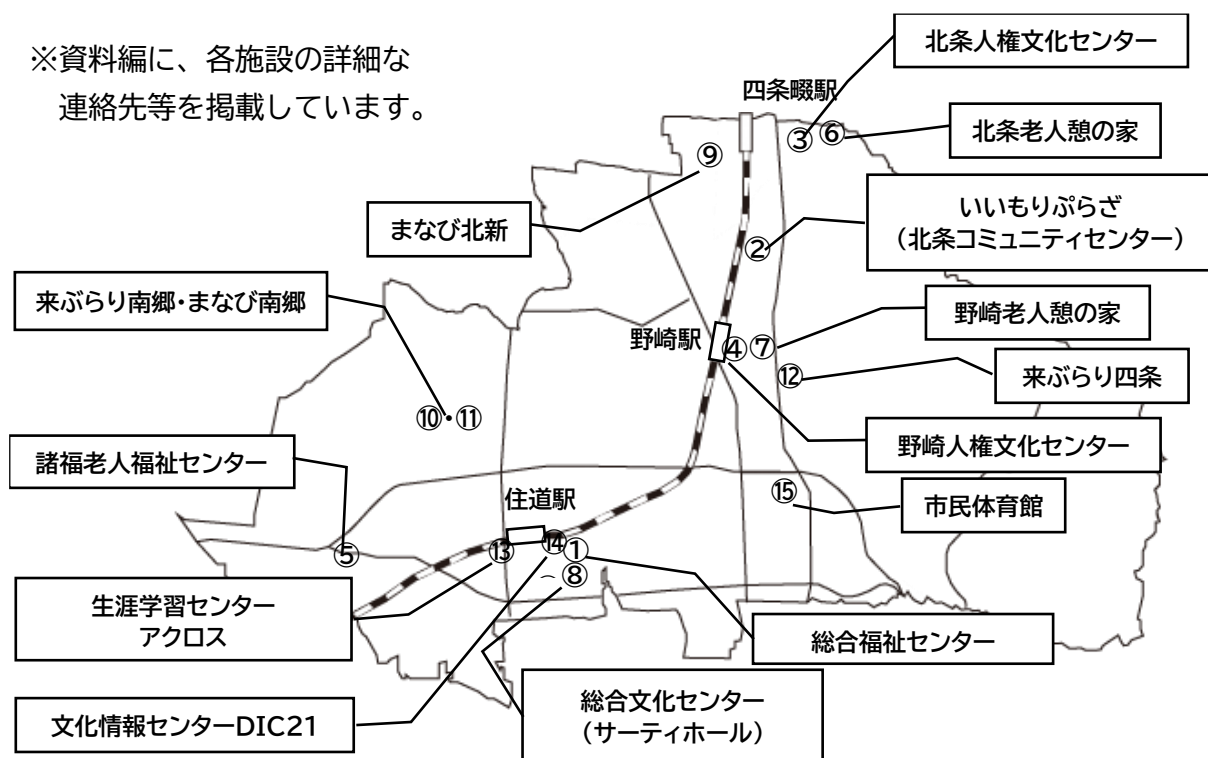 ※資料編に、各施設の詳細な
連絡先等を掲載しています。
北条人権文化センター
四条畷駅
③
⑥
北条老人憩の家
⑨
まなび北新
いいもりぷらざ
(北条コミュニティセンター)
②
来ぶらり南郷・まなび南郷
野崎老人憩の家
野崎駅
④
⑦
⑫
来ぶらり四条
⑩・⑪
野崎人権文化センター
諸福老人福祉センター
住道駅
⑮
市民体育館
⑤
⑬
⑭
①
⑧
生涯学習センター
アクロス
総合福祉センター
文化情報センターDIC21
総合文化センター
(サーティホール)